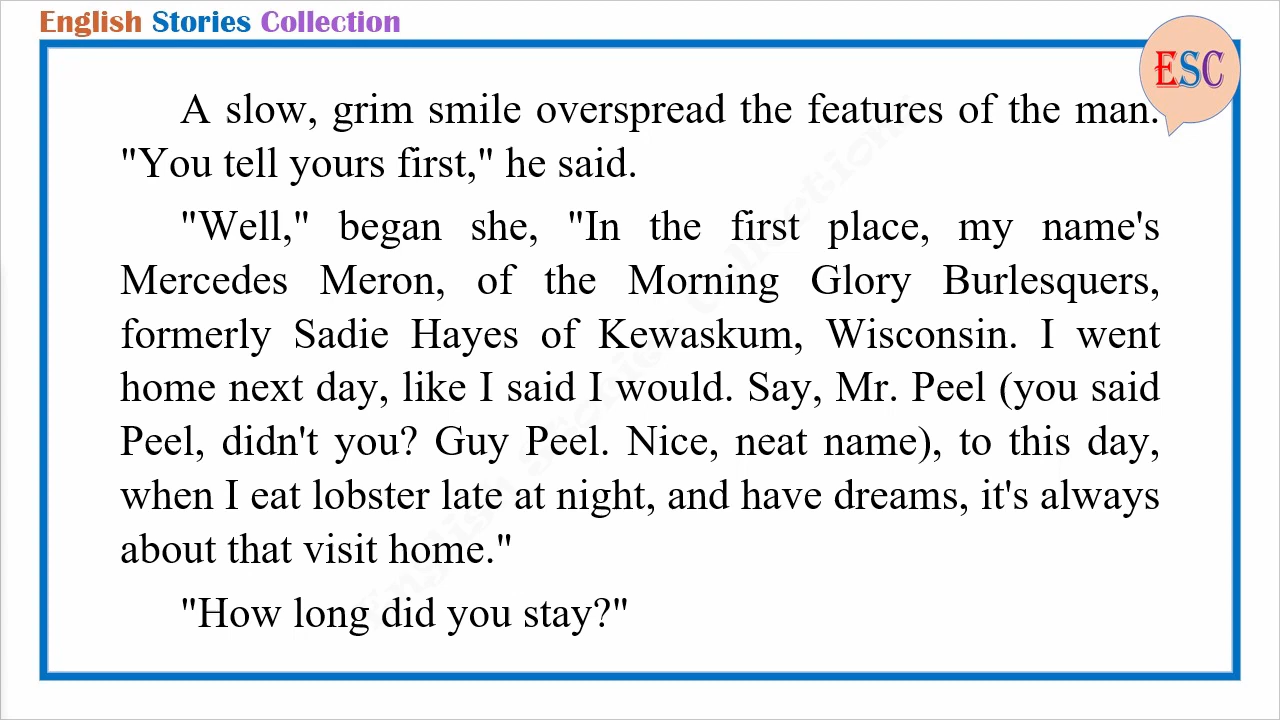 English Stories Collection
ESC
A slow, grim smile overspread the features of the man.
"You tell yours first," he said.
"Well," began she, "In the first place, my name's
Mercedes Meron, of the Morning Glory Burlesquers,
formerly Sadie Hayes of Kewaskum, Wisconsin. I went
home next day, like I said I would. Say, Mr. Peel (you said
Peel, didn't you? Guy Peel. Nice, neat name), to this day,
when I eat lobster late at night, and have dreams, it's always
about that visit home."
"How long did you stay?"
English Stories Collection